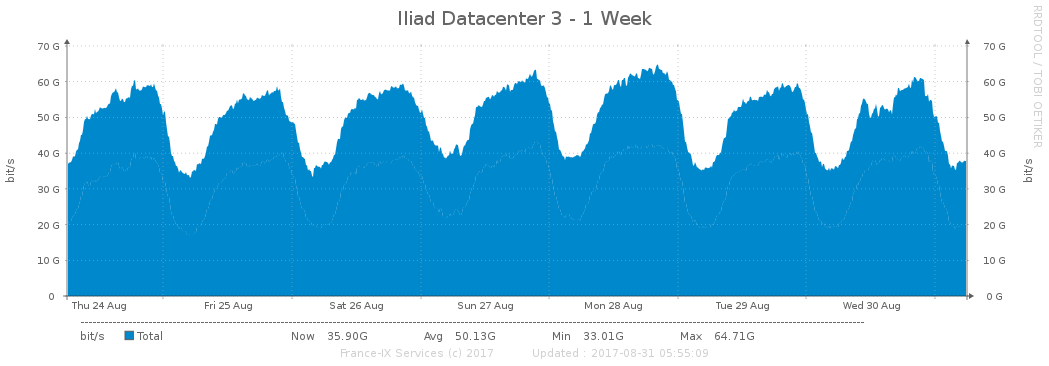 Iliad Datacenter 3 - 1 Week
RRDTOOL / TOBI OETIKER
70 G 70 G
60 G 60 G
50 G 50 G
40 G 40 G
30 G 30 G
20 G 20 G
10 G 10 G
0 0 G
bit/s bit/s
Thu 24 Aug Fri 25 Aug Sat 26 Aug Sun 27 Aug Mon 28 Aug Tue 29 Aug Wed 30 Aug
bit/s Total Now 35.90G Avg 50.13G Min 33.01G Max 64.71G
France-IX Services (c) 2017 Updated : 2017-08-31 05:55:09